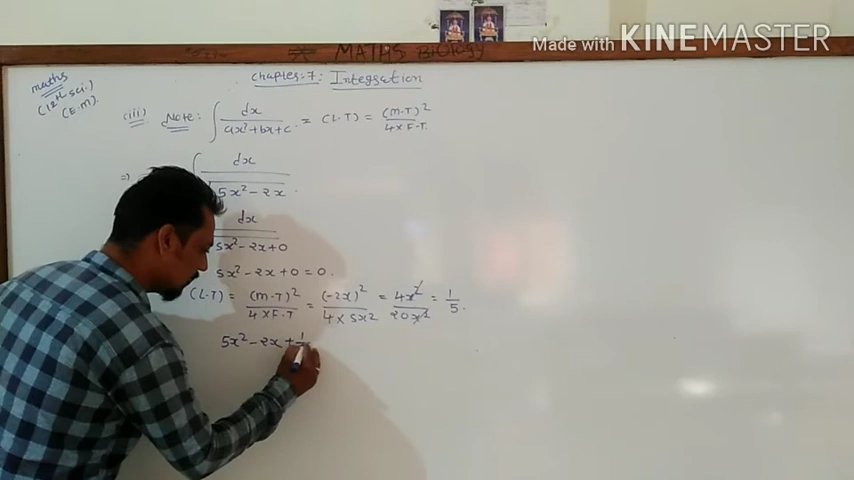 Made with KINEMASTER
MATHS BIOLOGY
maths
(12th Sci.)
(E.M).
Chapter:7: Integration
(iii) Note: ∫ dx / ax²+bx+c = (L.T) = (M.T)² / 4×F.T.
⇒ ∫ dx / √5x²-2x.
dx / 5x²-2x+0
5x²-2x+0=0.
(L.T) = (M.T)² / 4×F.T = (-2x)² / 4×5x² = 4x² / 20x² = 1/5.
5x²-2x+1/